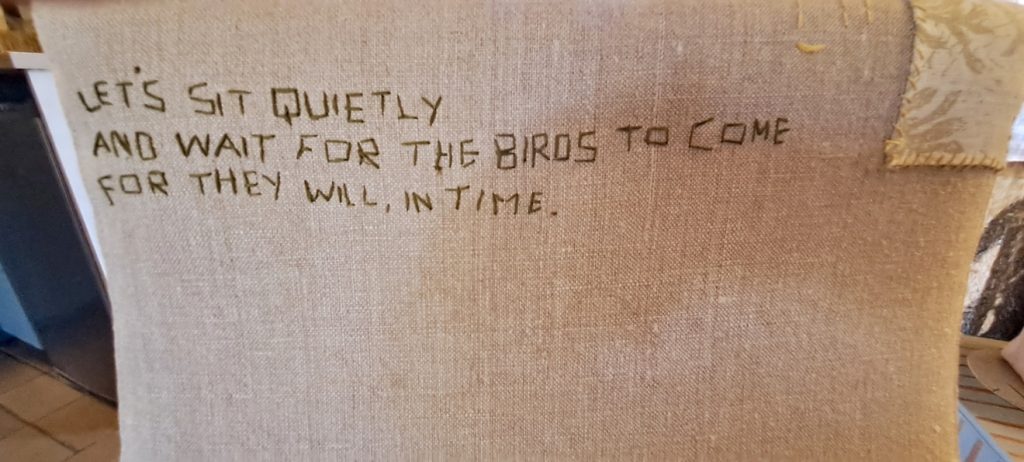 LET'S SIT QUIETLY
AND WAIT FOR THE BIRDS TO COME
FOR THEY WILL, IN TIME.